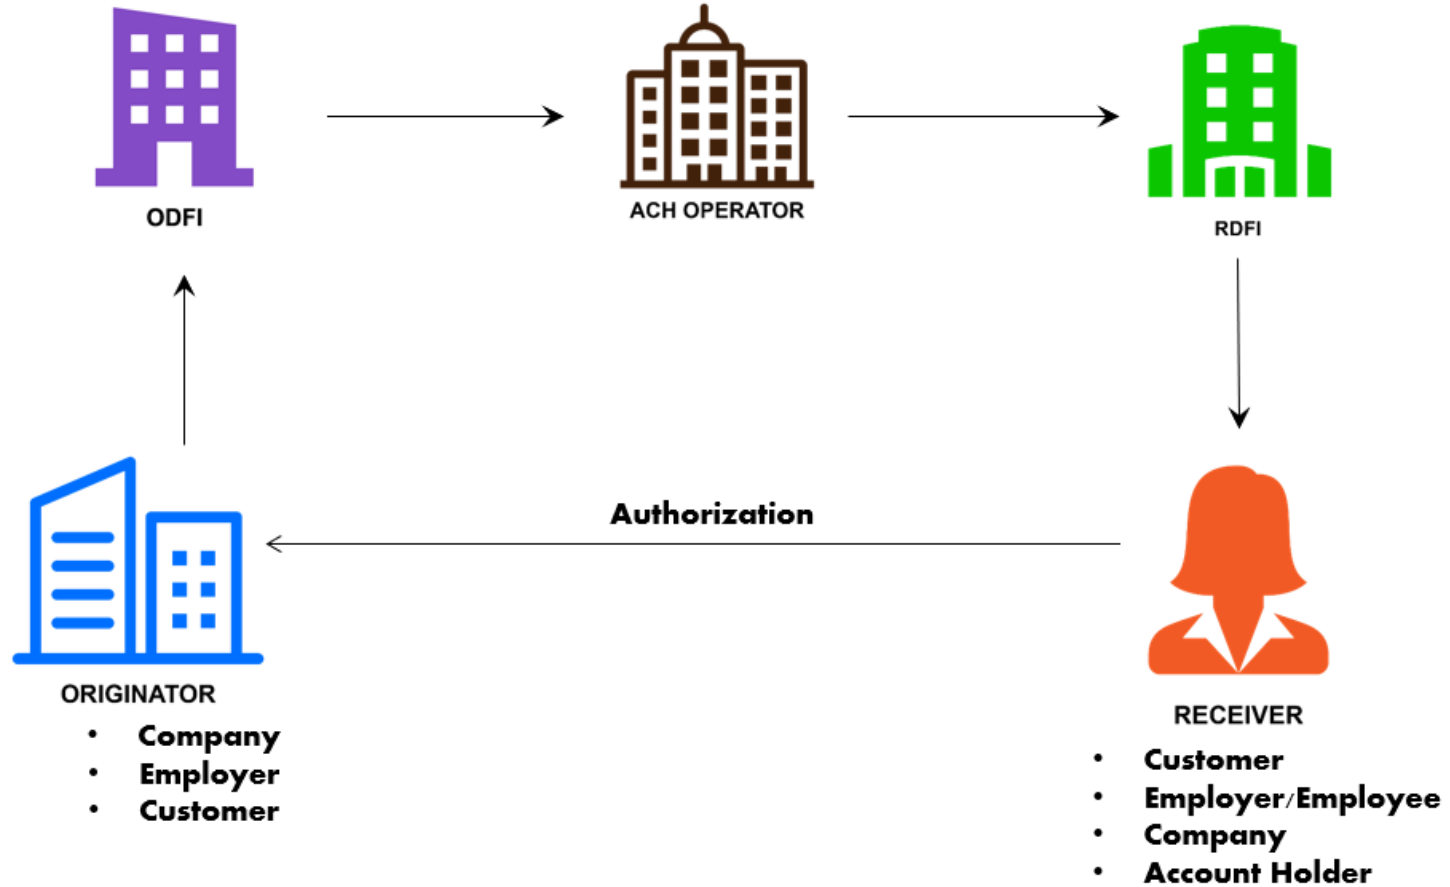 ODFI
ACH OPERATOR
RDFI
Authorization
ORIGINATOR
• Company
• Employer
• Customer
RECEIVER
• Customer
• Employer/Employee
• Company
• Account Holder